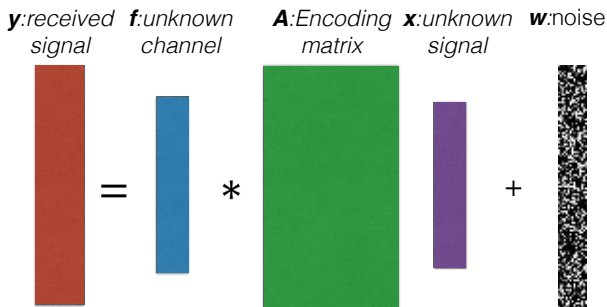 y:received signal
f:unknown channel
A:Encoding matrix
x:unknown signal
w:noise
= * +